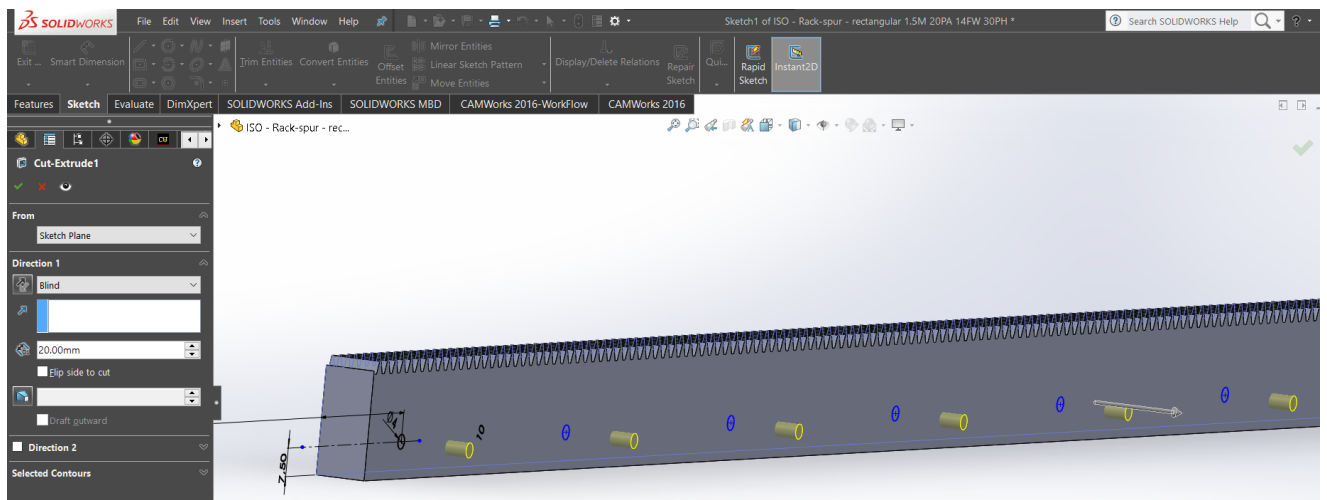 SOLIDWORKS File Edit View Insert Tools Window Help Sketch1 of ISO - Rack-spur - rectangular 1.5M 20PA 14FW 30PH * Search SOLIDWORKS Help ?
Exit ... Smart Dimension Trim Entities Convert Entities Offset Entities Mirror Entities Linear Sketch Pattern Move Entities Display/Delete Relations Repair Sketch Qui... Rapid Sketch Instant2D
Features Sketch Evaluate DimXpert SOLIDWORKS Add-Ins SOLIDWORKS MBD CAMWorks 2016-WorkFlow CAMWorks 2016
ISO - Rack-spur - rec...
Cut-Extrude1
From
Sketch Plane
Direction 1
Blind
20.00mm
Flip side to cut
Draft outward
Direction 2
Selected Contours
10
7.50